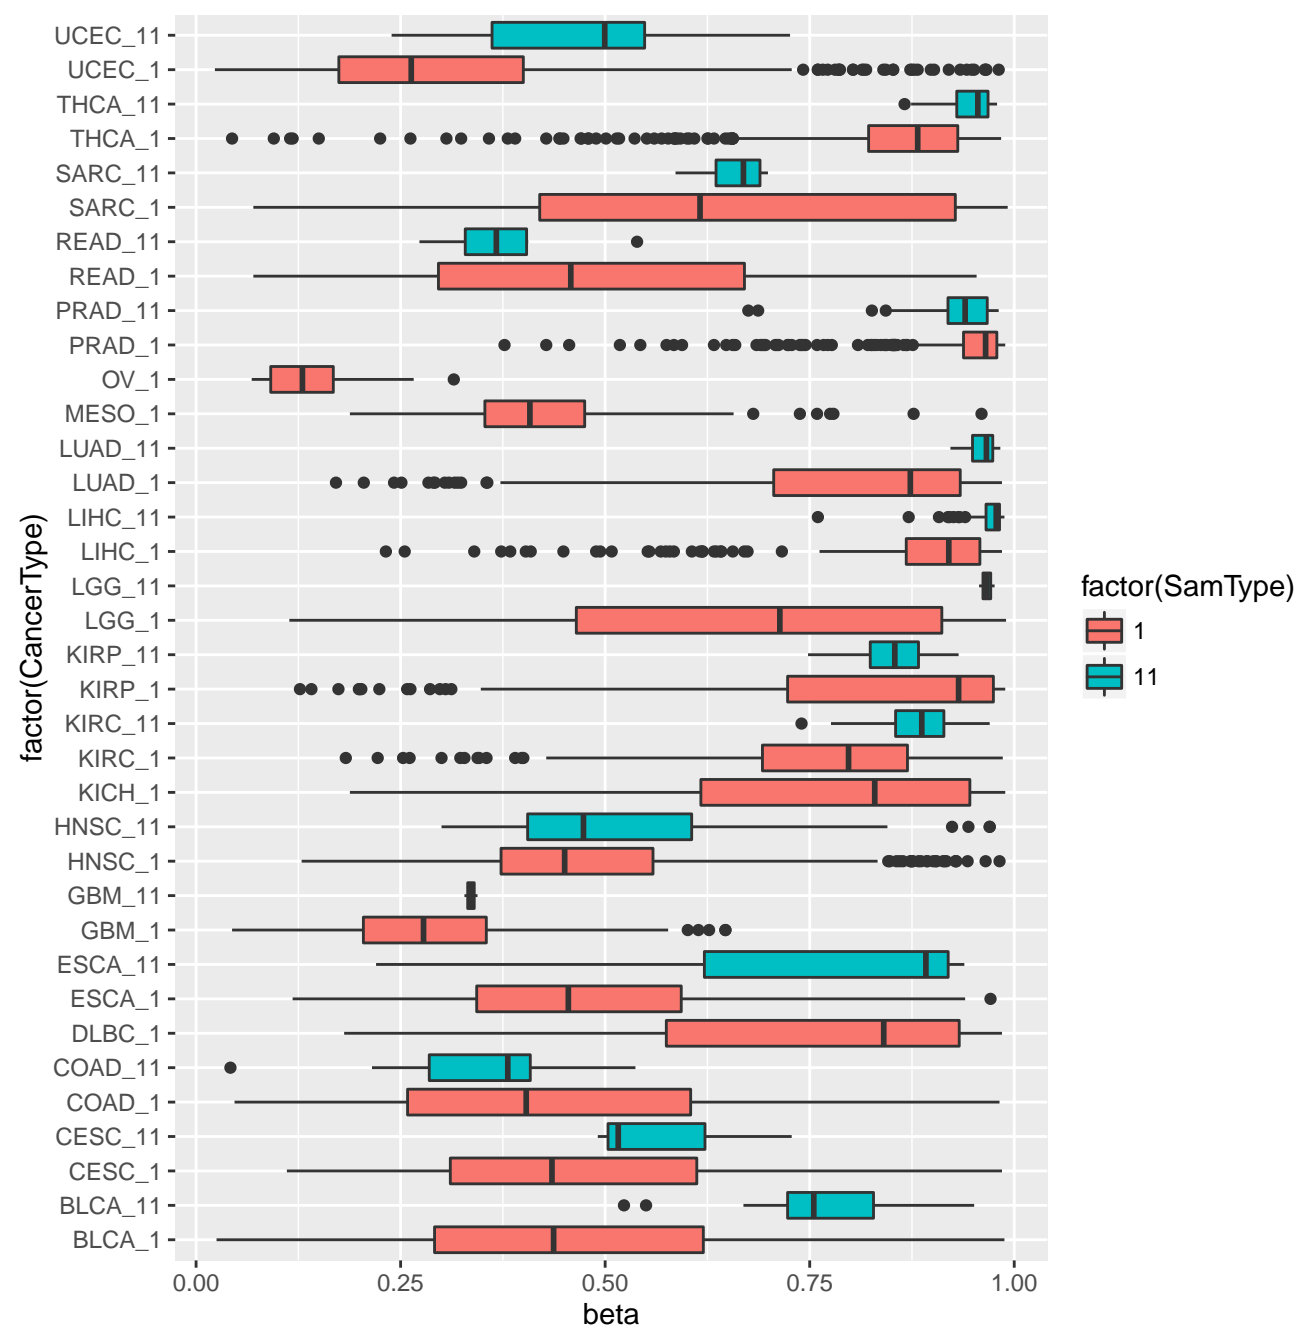 UCEC_11
UCEC_1
THCA_11
THCA_1
SARC_11
SARC_1
READ_11
READ_1
PRAD_11
PRAD_1
OV_1
MESO_1
LUAD_11
LUAD_1
LIHC_11
LIHC_1
LGG_11
LGG_1
KIRP_11
KIRP_1
KIRC_11
KIRC_1
KICH_1
HNSC_11
HNSC_1
GBM_11
GBM_1
ESCA_11
ESCA_1
DLBC_1
COAD_11
COAD_1
CESC_11
CESC_1
BLCA_11
BLCA_1
factor(CancerType)
0.00 0.25 0.50 0.75 1.00
beta
factor(SamType)
1
11